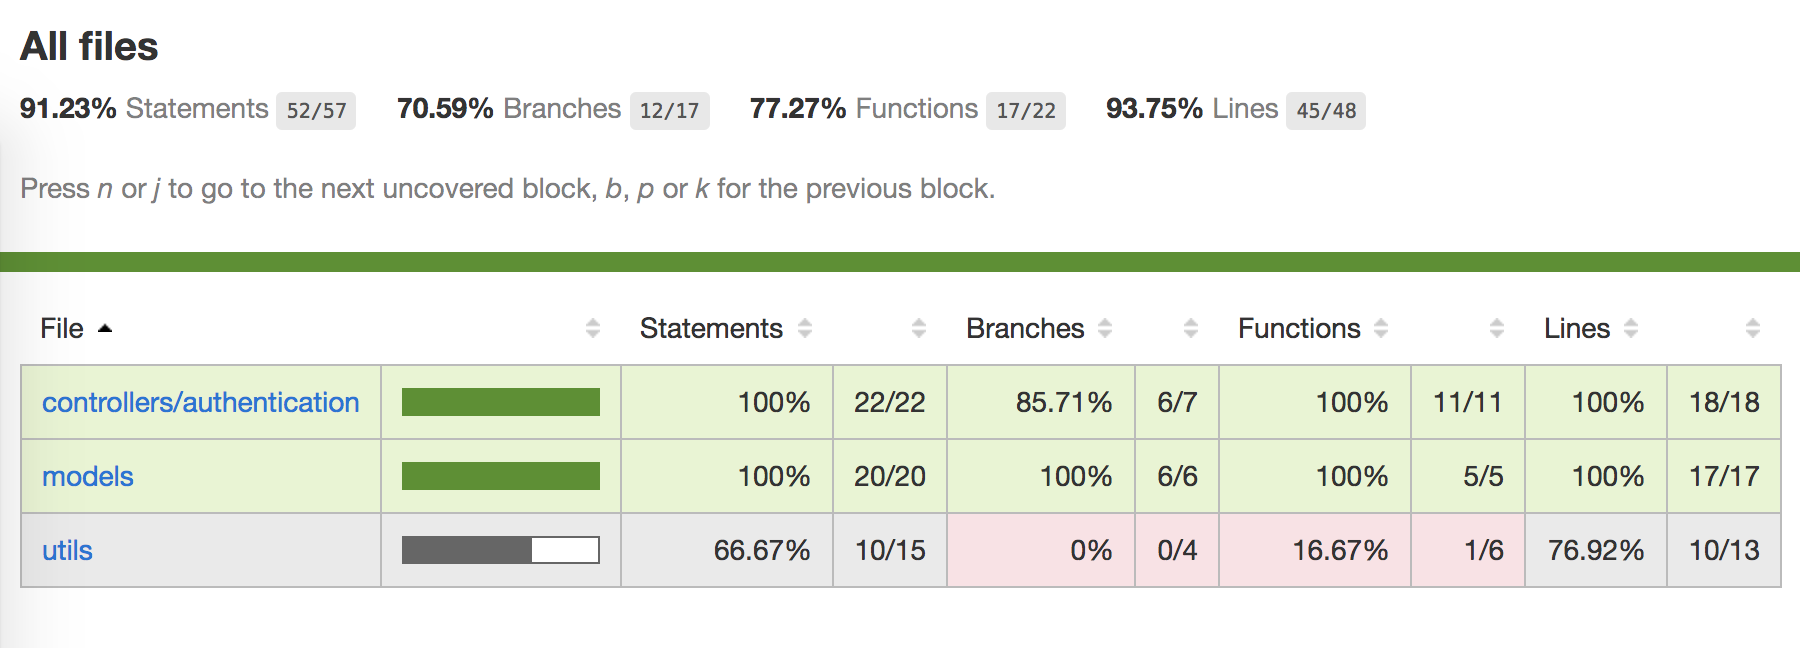 All files
91.23% Statements 52/57 70.59% Branches 12/17 77.27% Functions 17/22 93.75% Lines 45/48
Press n or j to go to the next uncovered block, b, p or k for the previous block.
File Statements Branches Functions Lines
controllers/authentication 100% 22/22 85.71% 6/7 100% 11/11 100% 18/18
models 100% 20/20 100% 6/6 100% 5/5 100% 17/17
utils 66.67% 10/15 0% 0/4 16.67% 1/6 76.92% 10/13